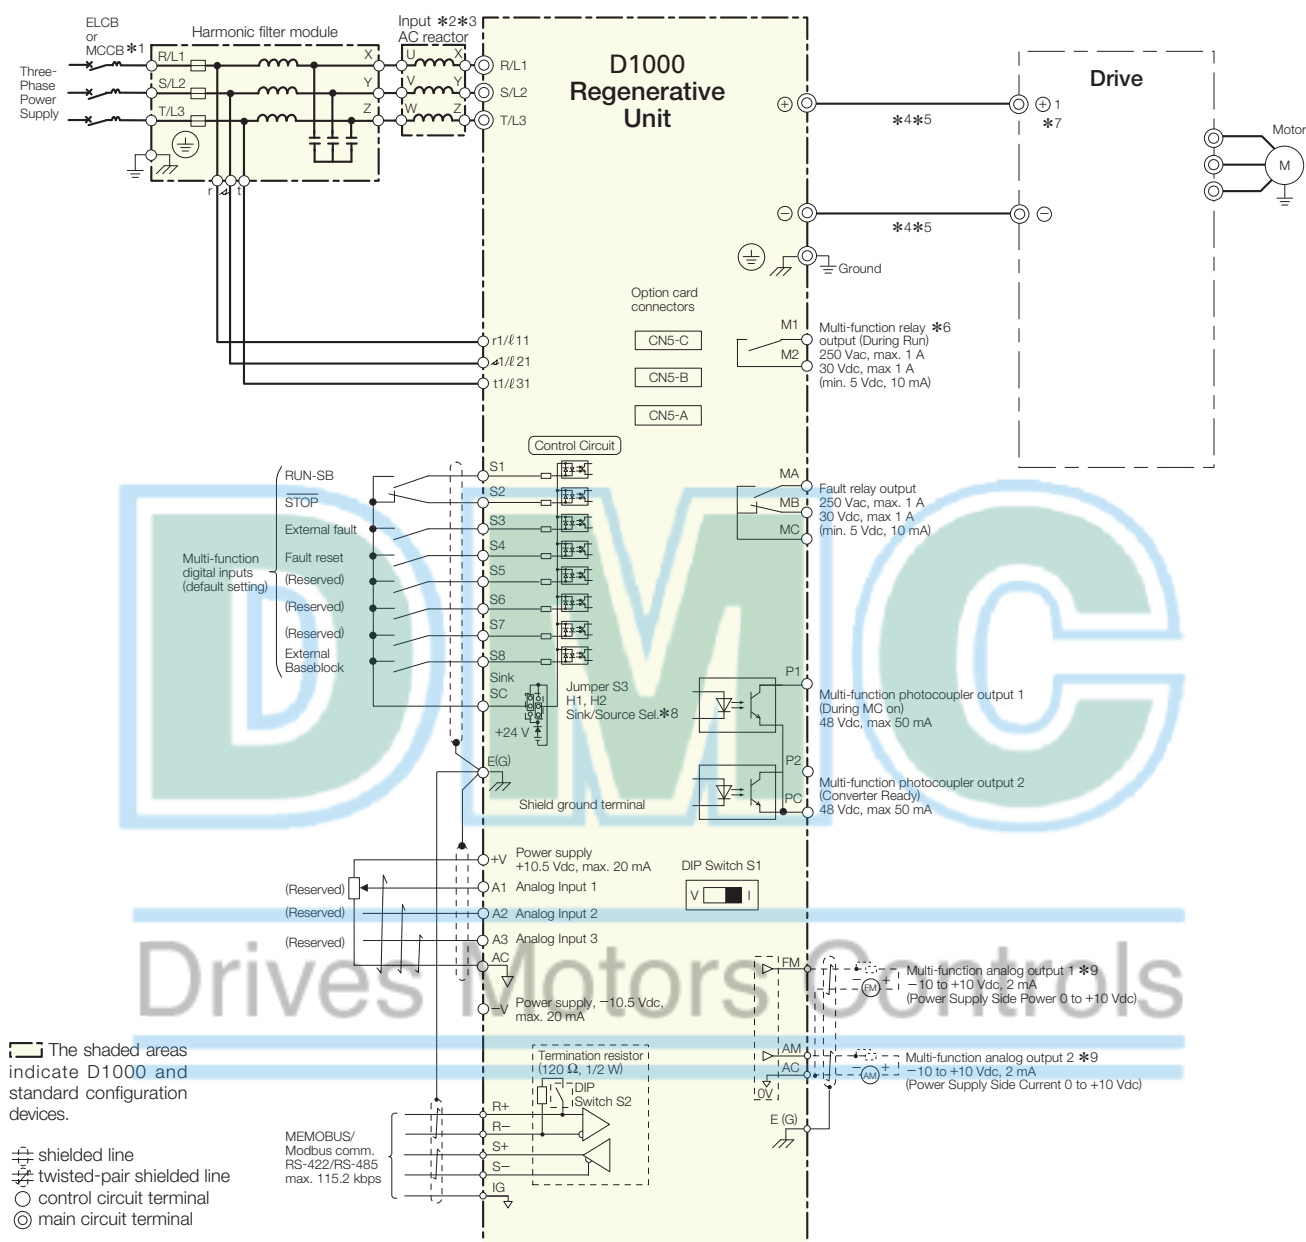 ELCB
or
MCCB✱1
Three-
Phase
Power
Supply
Harmonic filter module
R/L1
S/L2
T/L3
X
Y
Z
r
t
Input ✱2✱3
AC reactor
U
X
V
Y
W
Z
R/L1
S/L2
T/L3
D1000
Regenerative
Unit
+
✱4✱5
+ 1
✱7
Drive
Motor
M
−
✱4✱5
−
Ground
Option card
connectors
CN5-C
CN5-B
CN5-A
r1/ℓ11
1/ℓ21
t1/ℓ31
M1
M2
Multi-function relay ✱6
output (During Run)
250 Vac, max. 1 A
30 Vdc, max 1 A
(min. 5 Vdc, 10 mA)
Control Circuit
Multi-function
digital inputs
(default setting)
RUN-SB
STOP
External fault
Fault reset
(Reserved)
(Reserved)
(Reserved)
External
Baseblock
S1
S2
S3
S4
S5
S6
S7
S8
Sink
SC
+24 V
Jumper S3
H1, H2
Sink/Source Sel.✱8
E(G)
Shield ground terminal
MA
MB
MC
Fault relay output
250 Vac, max. 1 A
30 Vdc, max 1 A
(min. 5 Vdc, 10 mA)
P1
Multi-function photocoupler output 1
(During MC on)
48 Vdc, max 50 mA
P2
PC
Multi-function photocoupler output 2
(Converter Ready)
48 Vdc, max 50 mA
+V
Power supply
+10.5 Vdc, max. 20 mA
(Reserved)
A1 Analog Input 1
(Reserved)
A2 Analog Input 2
(Reserved)
A3 Analog Input 3
AC
−V
Power supply, −10.5 Vdc,
max. 20 mA
DIP Switch S1
V
I
FM
FM
+
−
Multi-function analog output 1 ✱9
−10 to +10 Vdc, 2 mA
(Power Supply Side Power 0 to +10 Vdc)
AM
AC
0V
AM
+
−
Multi-function analog output 2 ✱9
−10 to +10 Vdc, 2 mA
(Power Supply Side Current 0 to +10 Vdc)
E (G)
Termination resistor
(120 Ω, 1/2 W)
DIP
Switch S2
MEMOBUS/
Modbus comm.
RS-422/RS-485
max. 115.2 kbps
R+
R−
S+
S−
IG
The shaded areas
indicate D1000 and
standard configuration
devices.
shielded line
twisted-pair shielded line
control circuit terminal
main circuit terminal
DMC
Drives Motors Controls